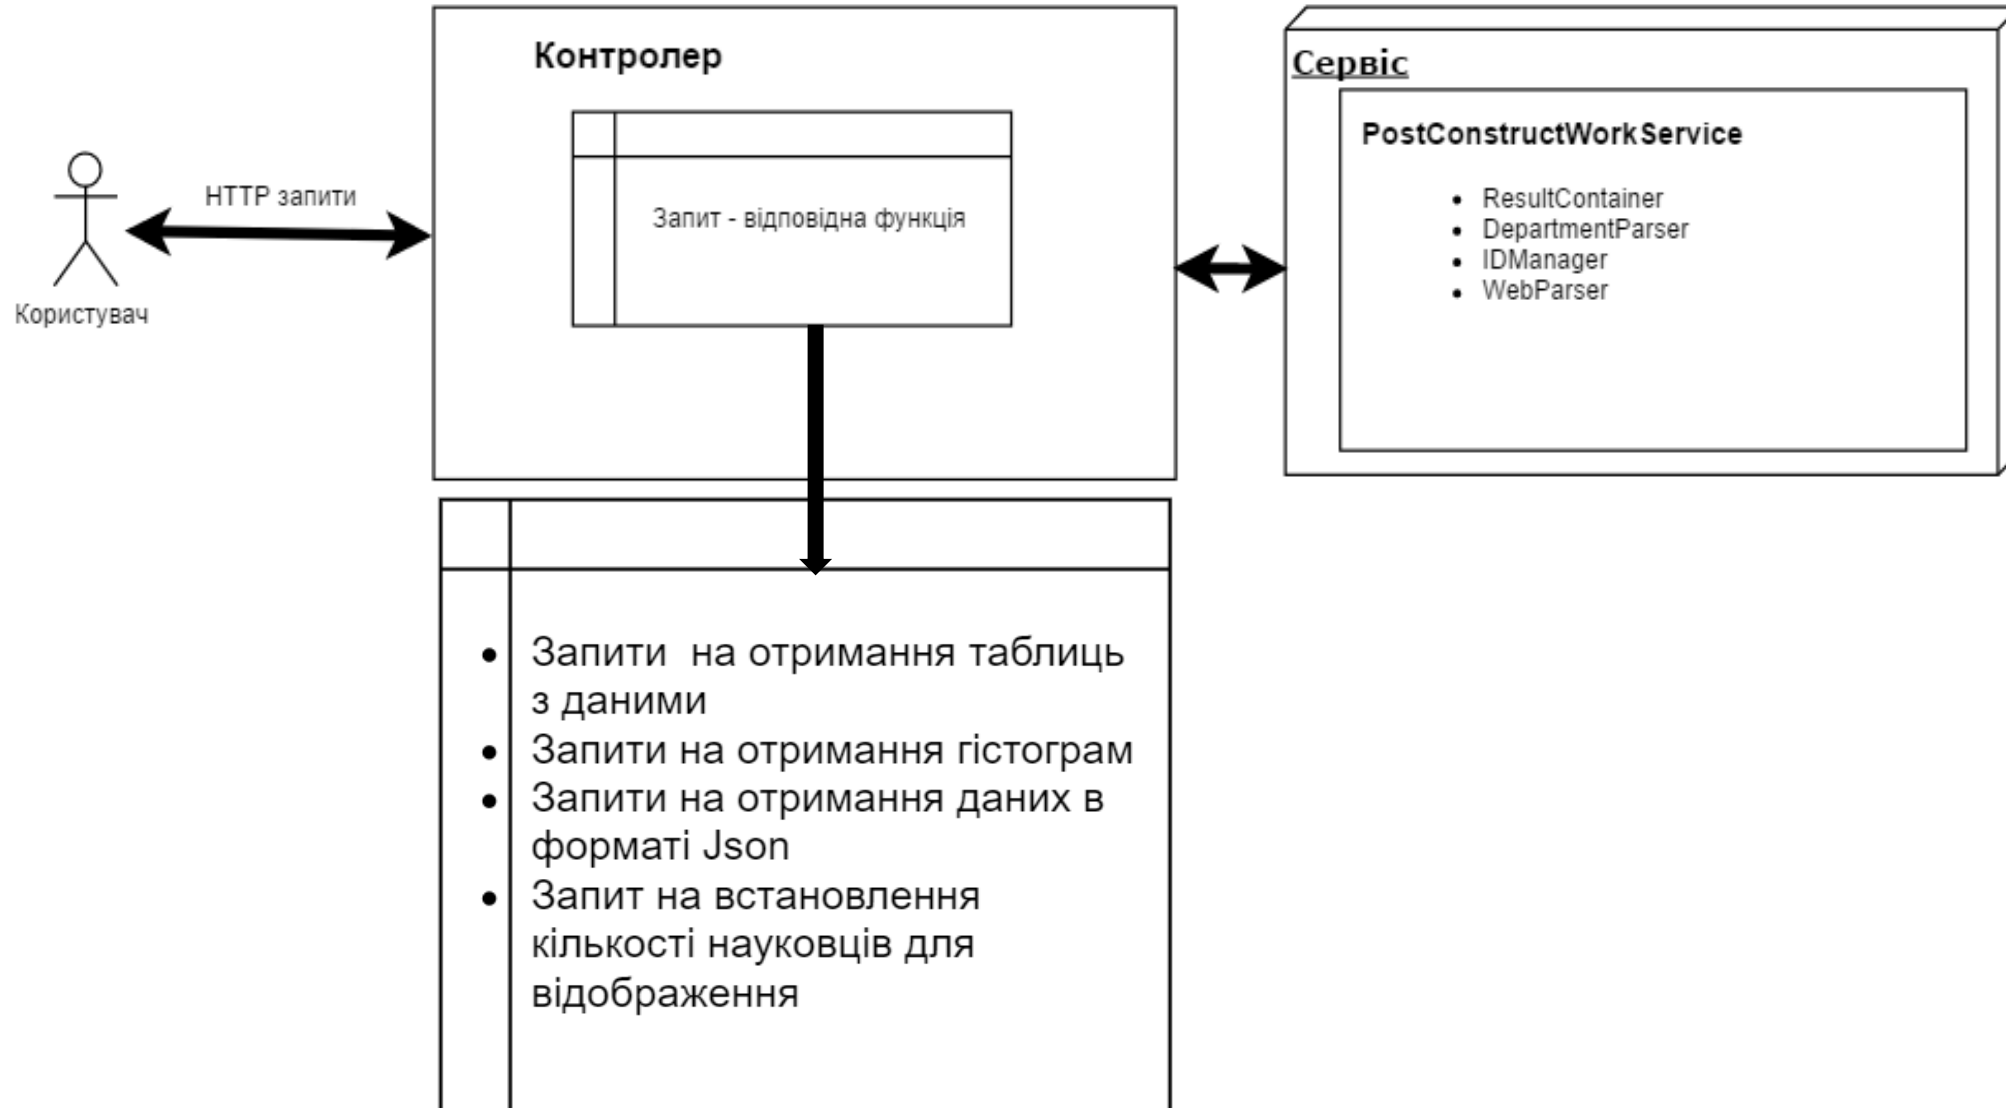 Контролер
Сервіс
PostConstructWorkService
HTTP запити
Запит - відповідна функція
ResultContainer
DepartmentParser
IDManager
WebParser
Користувач
Запити на отримання таблиць
з даними
Запити на отримання гістограм
Запити на отримання даних в
форматі Json
Запит на встановлення
кількості науковців для
відображення